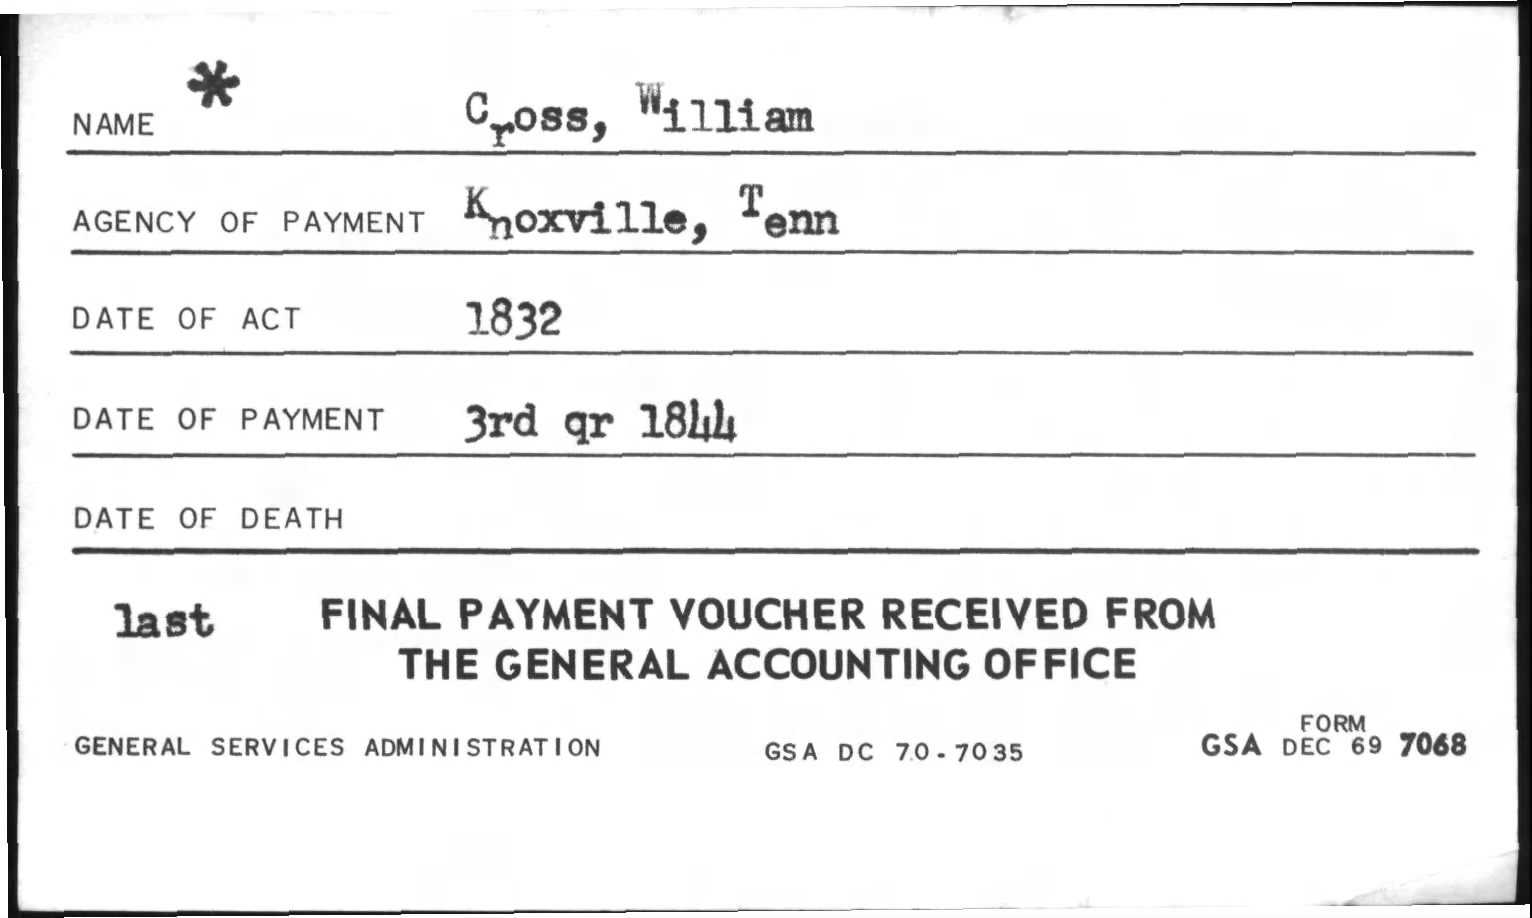 NAME * Cross, William
AGENCY OF PAYMENT Knoxville, Tenn
DATE OF ACT 1832
DATE OF PAYMENT 3rd qr 1844
DATE OF DEATH
last FINAL PAYMENT VOUCHER RECEIVED FROM
THE GENERAL ACCOUNTING OFFICE
GENERAL SERVICES ADMINISTRATION GSA DC 70-7035 GSA FORM DEC 69 7068